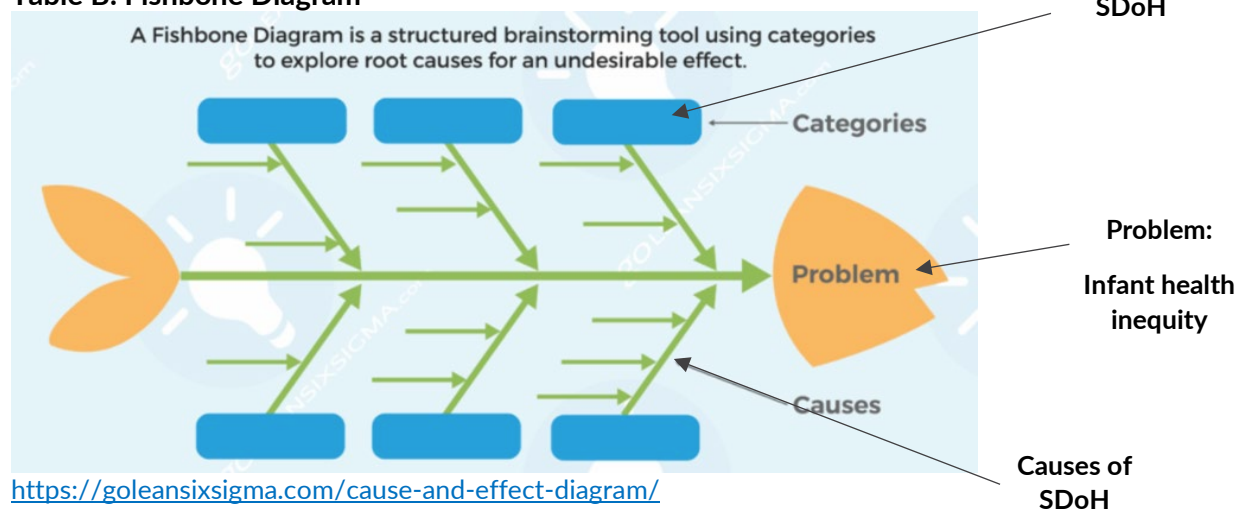 Table B: Fishbone Diagram
SDoH
A Fishbone Diagram is a structured brainstorming tool using categories
to explore root causes for an undesirable effect.
Categories
Problem:
Infant health
inequity
Problem
Causes
Causes of
SDoH
https://goleansixsigma.com/cause-and-effect-diagram/